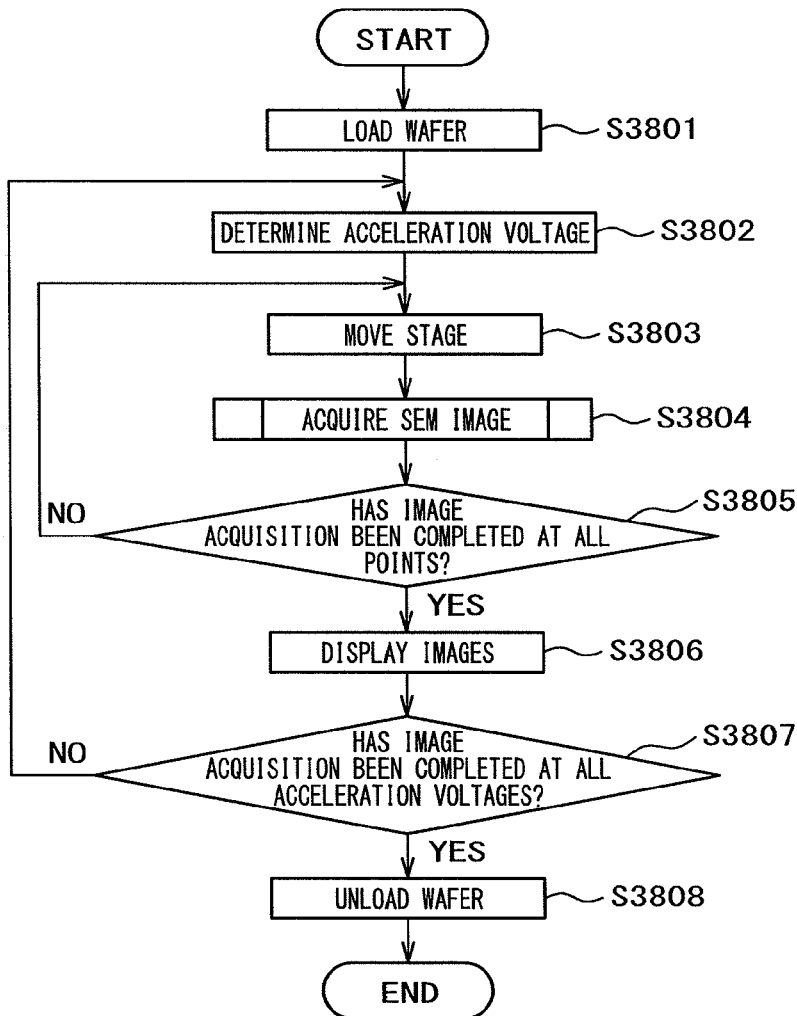 START
LOAD WAFER
S3801
DETERMINE ACCELERATION VOLTAGE
S3802
MOVE STAGE
S3803
ACQUIRE SEM IMAGE
S3804
HAS IMAGE
ACQUISITION BEEN COMPLETED AT ALL
POINTS?
S3805
NO
YES
DISPLAY IMAGES
S3806
HAS IMAGE
ACQUISITION BEEN COMPLETED AT ALL
ACCELERATION VOLTAGES?
S3807
NO
YES
UNLOAD WAFER
S3808
END